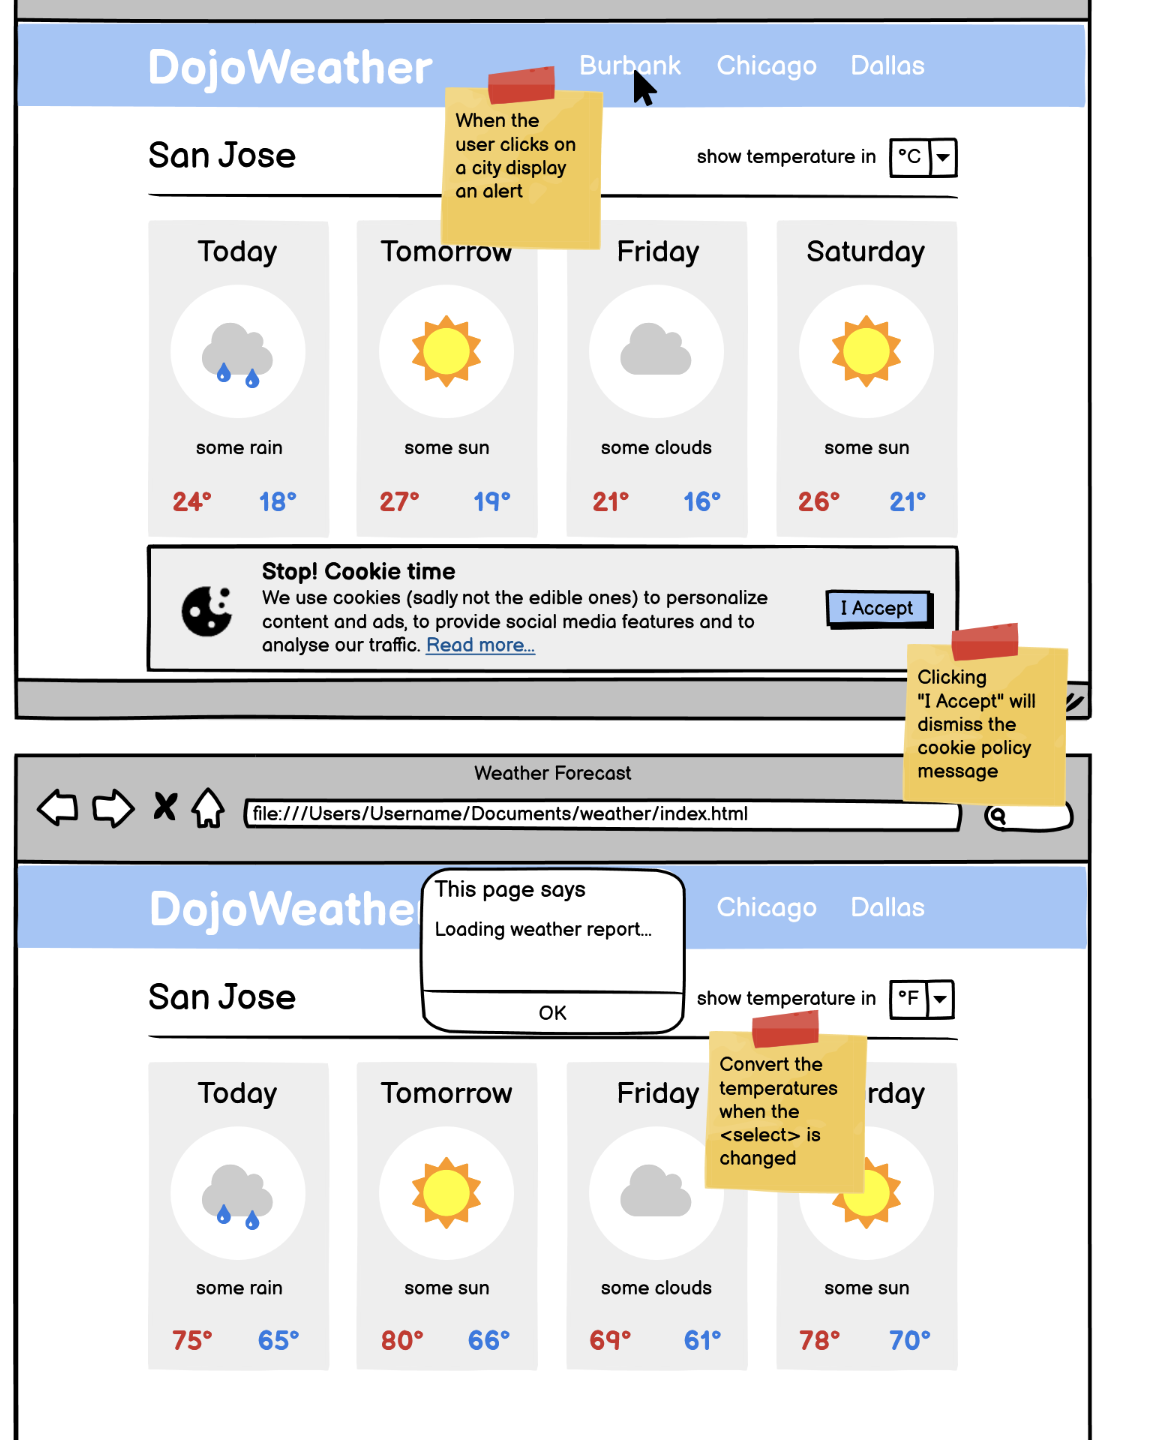 DojoWeather
Burbank Chicago Dallas
When the
user clicks on
a city display
an alert
San Jose
show temperature in °C
Today Tomorrow Friday Saturday
some rain some sun some clouds some sun
24° 18° 27° 19° 21° 16° 26° 21°
Stop! Cookie time
We use cookies (sadly not the edible ones) to personalize
content and ads, to provide social media features and to
analyse our traffic. Read more...
I Accept
Clicking
"I Accept" will
dismiss the
cookie policy
message
Weather Forecast
file:///Users/Username/Documents/weather/index.html
DojoWeather
Chicago Dallas
This page says
Loading weather report...
OK
San Jose
show temperature in °F
Convert the
temperatures
when the
<select> is
changed
Today Tomorrow Friday rday
some rain some sun some clouds some sun
75° 65° 80° 66° 69° 61° 78° 70°